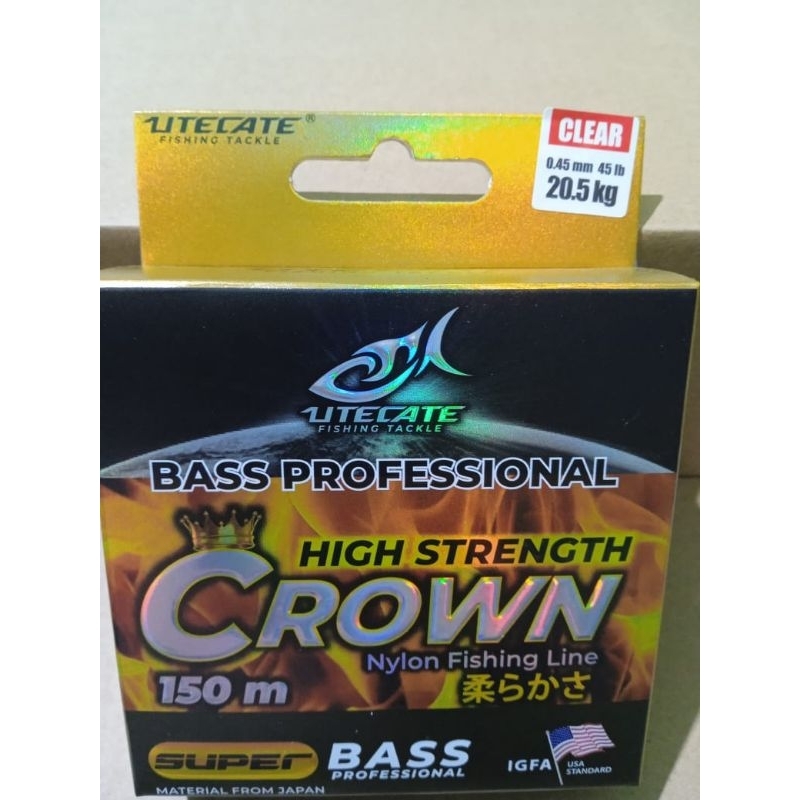 UTECATE®
FISHING TACKLE
CLEAR
0.45 mm 45 lb
20.5 kg
UTECATE
FISHING TACKLE
BASS PROFESSIONAL
HIGH STRENGTH
CROWN
Nylon Fishing Line
150 m
柔らかさ
SUPER BASS
PROFESSIONAL
IGFA USA
STANDARD
MATERIAL FROM JAPAN